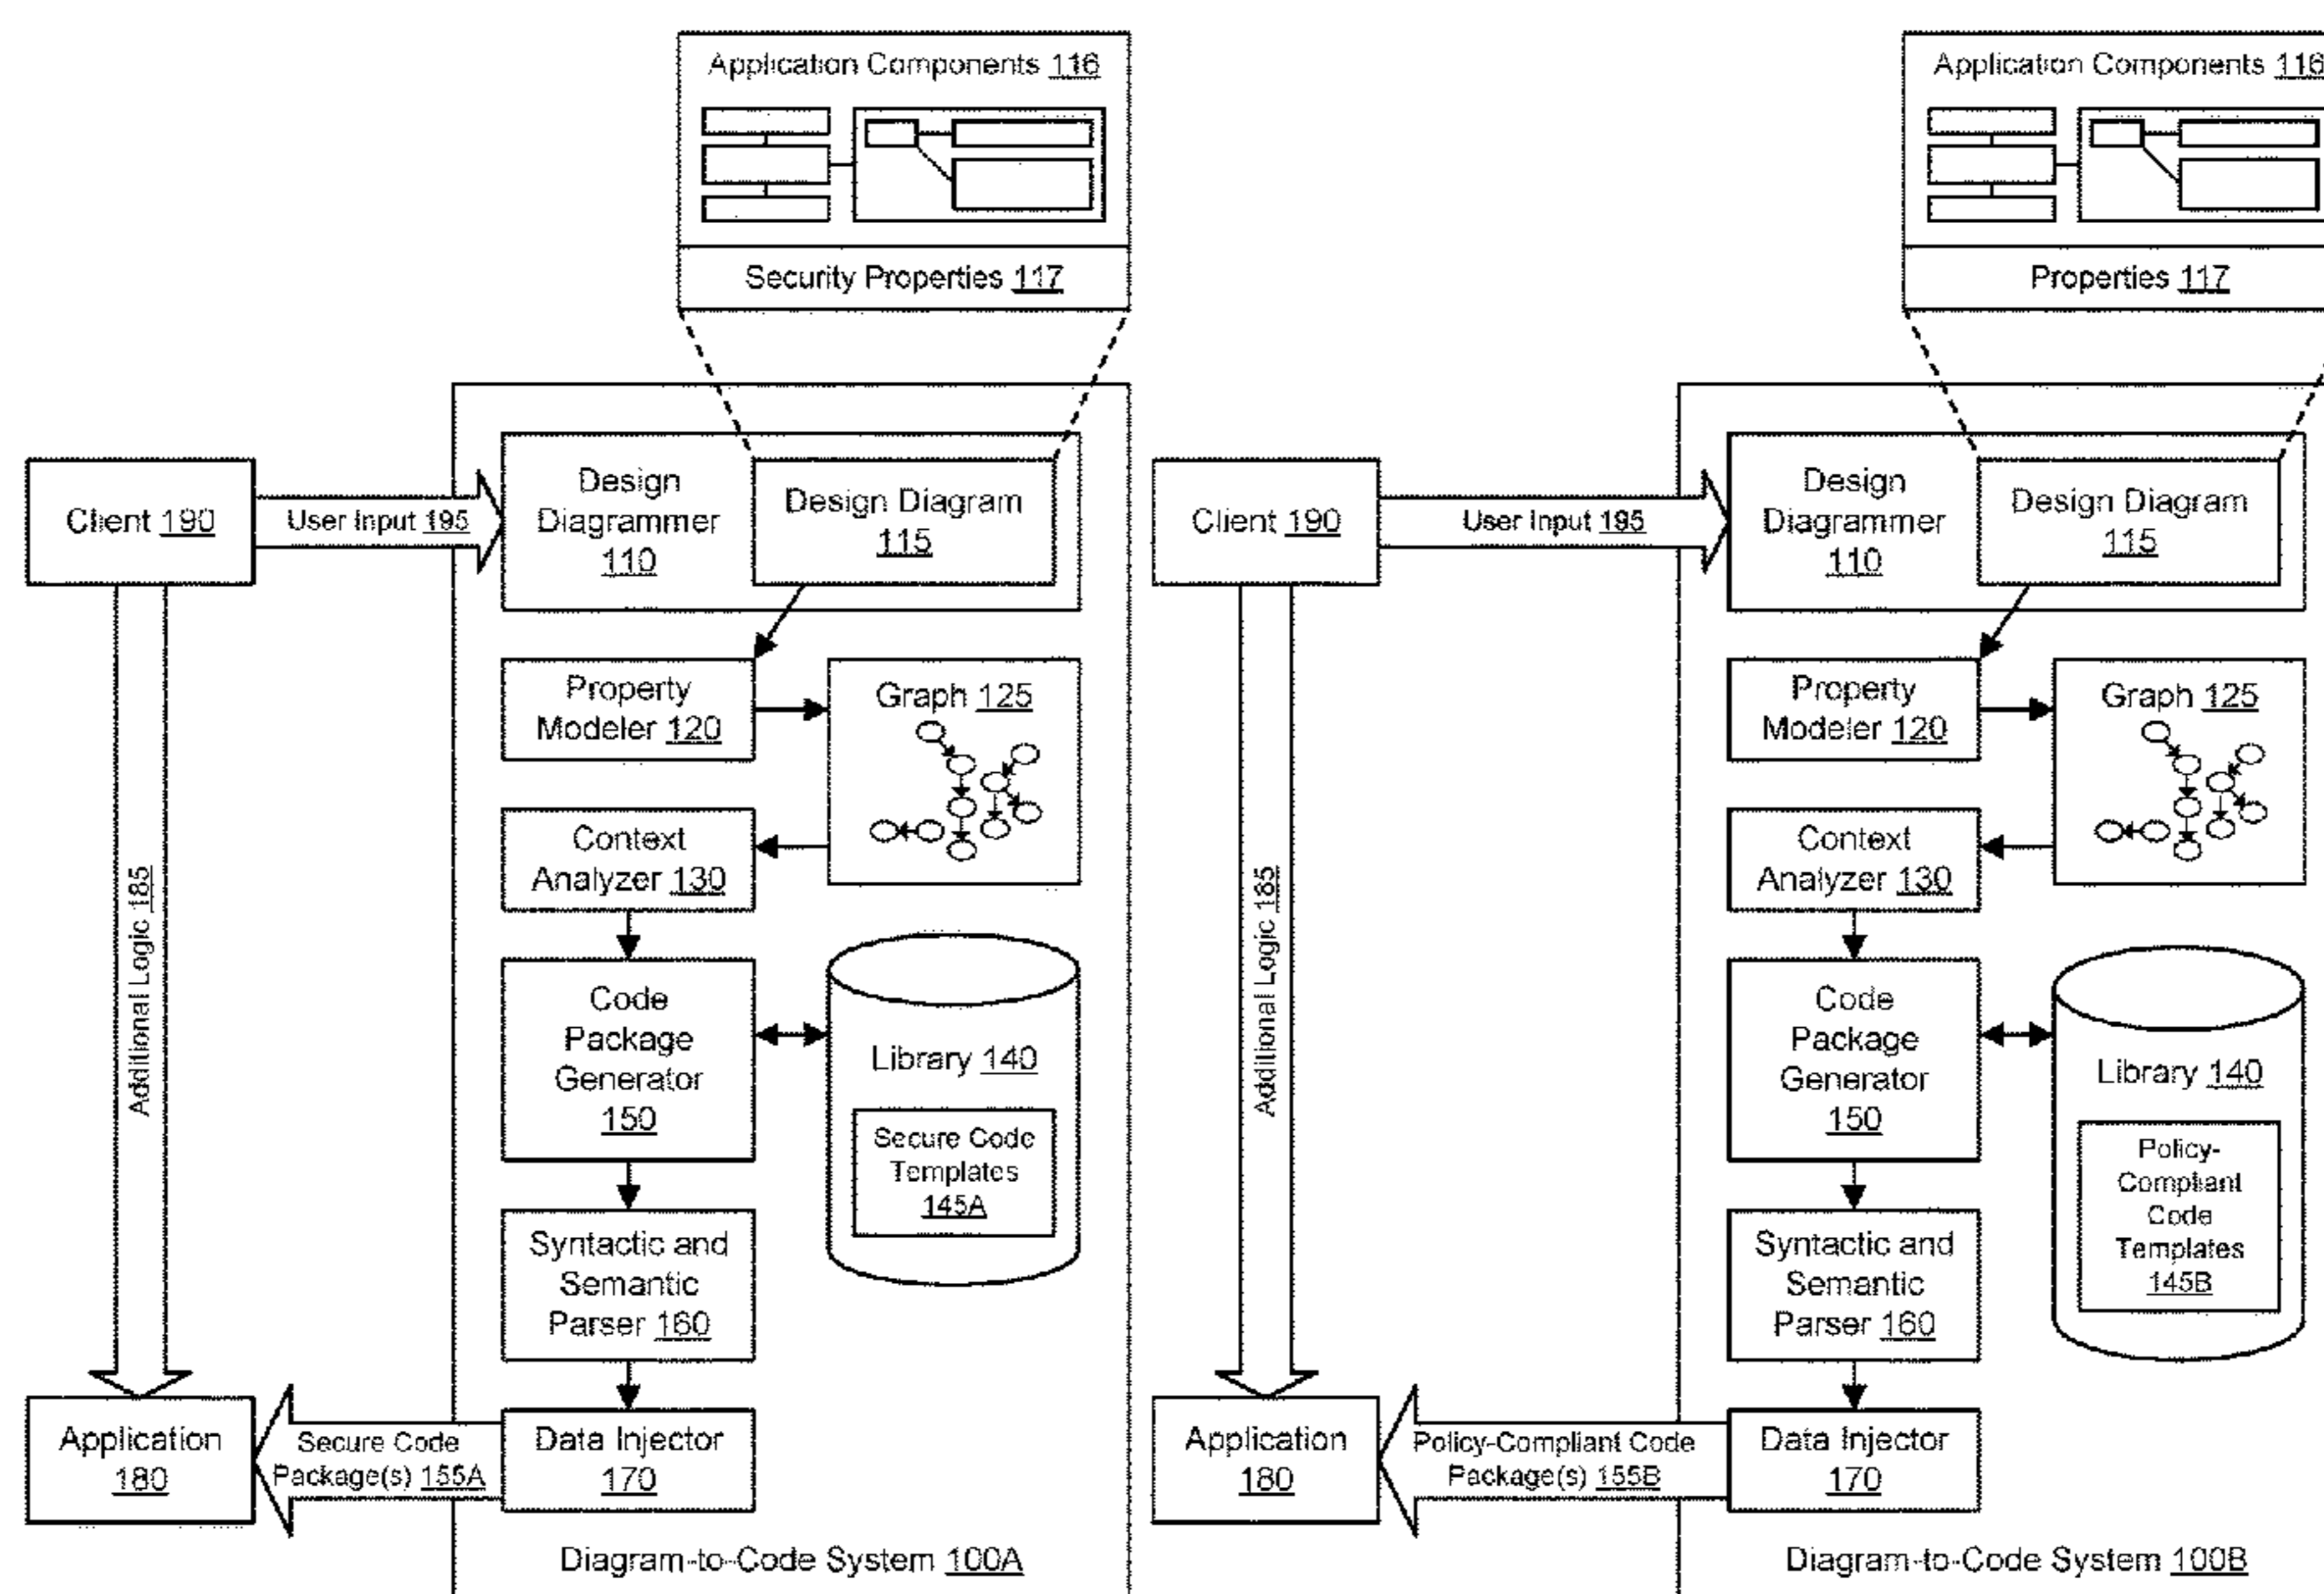 Application Components 116
Security Properties 117
Client 190
User Input 195
Design
Diagrammer
110
Design Diagram
115
Property
Modeler 120
Graph 125
Context
Analyzer 130
Additional Logic 185
Code
Package
Generator
150
Library 140
Secure Code
Templates
145A
Syntactic and
Semantic
Parser 160
Application
180
Secure Code
Package(s) 155A
Data Injector
170
Diagram-to-Code System 100A
Application Components 116
Properties 117
Client 190
User Input 195
Design
Diagrammer
110
Design Diagram
115
Property
Modeler 120
Graph 125
Context
Analyzer 130
Additional Logic 185
Code
Package
Generator
150
Library 140
Policy-
Compliant
Code
Templates
145B
Syntactic and
Semantic
Parser 160
Application
180
Policy-Compliant Code
Package(s) 155B
Data Injector
170
Diagram-to-Code System 100B